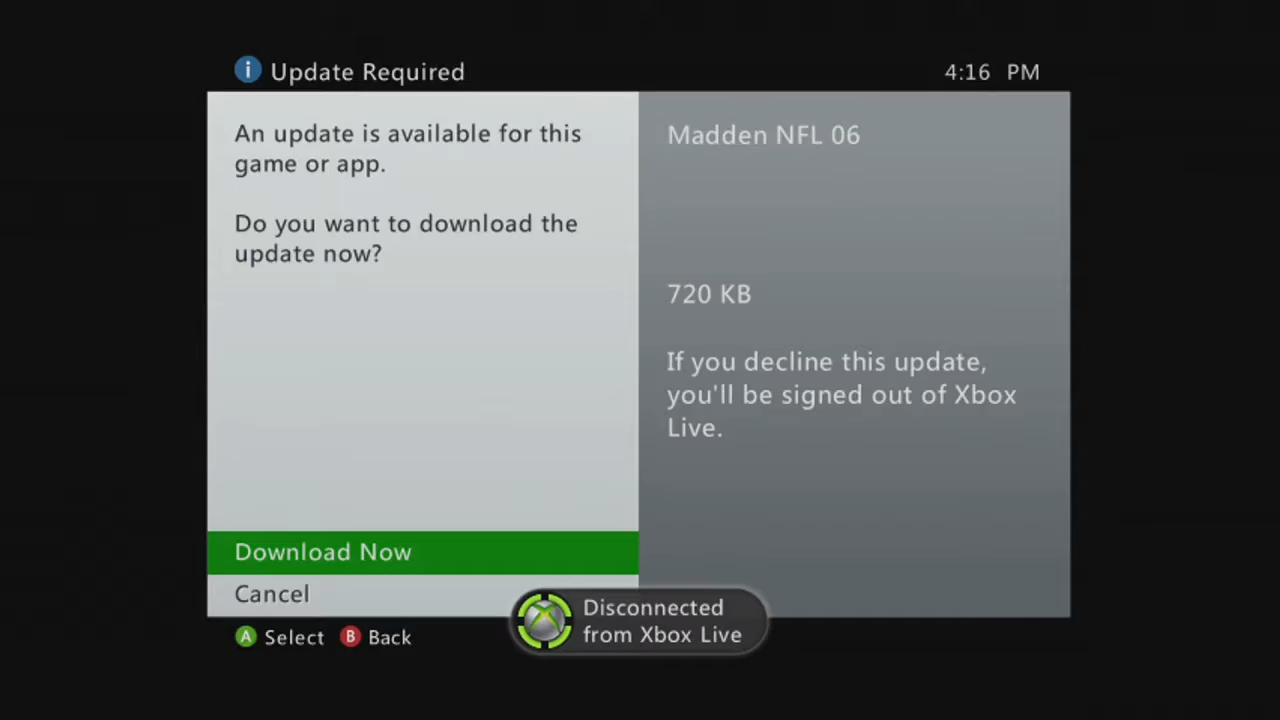 i Update Required
4:16 PM
An update is available for this
game or app.
Do you want to download the
update now?
Madden NFL 06
720 KB
If you decline this update,
you'll be signed out of Xbox
Live.
Download Now
Cancel
Disconnected
from Xbox Live
A Select B Back